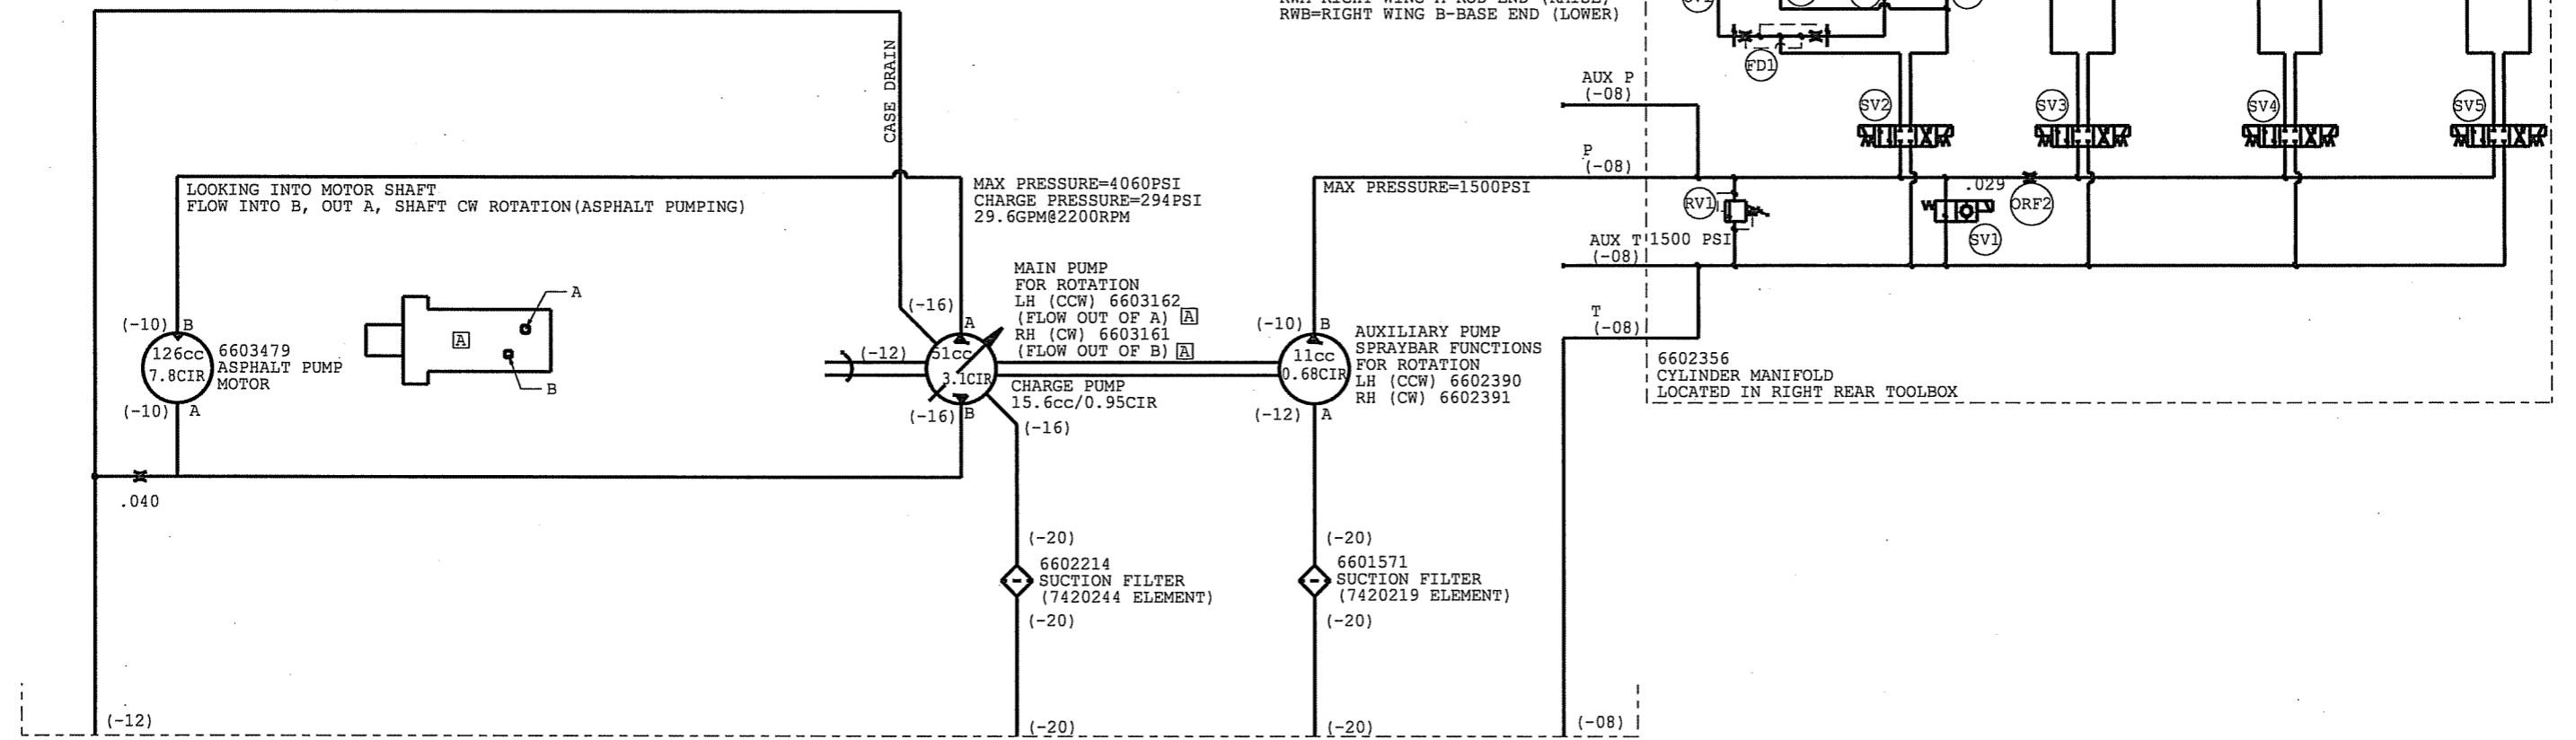 RWB=RIGHT WING B-BASE END (LOWER)
CASE DRAIN
FD1
AUX P
(-08)
SV2
SV3
SV4
SV5
P
(-08)
LOOKING INTO MOTOR SHAFT
FLOW INTO B, OUT A, SHAFT CW ROTATION(ASPHALT PUMPING)
MAX PRESSURE=4060PSI
CHARGE PRESSURE=294PSI
29.6GPM@2200RPM
MAX PRESSURE=1500PSI
.029
RV1
ORF2
AUX T
1500 PSI
(-08)
SV1
MAIN PUMP
FOR ROTATION
LH (CCW) 6603162
(FLOW OUT OF A) A
RH (CW) 6603161
(FLOW OUT OF B) A
A
A
B
(-16)
A
(-10) B
126cc
7.8CIR
6603479
ASPHALT PUMP
MOTOR
(-10) A
(-12)
51cc
3.1CIR
(-16) B
CHARGE PUMP
15.6cc/0.95CIR
(-16)
(-10) B
11cc
0.68CIR
(-12) A
AUXILIARY PUMP
SPRAYBAR FUNCTIONS
FOR ROTATION
LH (CCW) 6602390
RH (CW) 6602391
T
(-08)
6602356
CYLINDER MANIFOLD
LOCATED IN RIGHT REAR TOOLBOX
.040
(-20)
6602214
SUCTION FILTER
(7420244 ELEMENT)
(-20)
(-20)
6601571
SUCTION FILTER
(7420219 ELEMENT)
(-20)
(-12)
(-20)
(-20)
(-08)